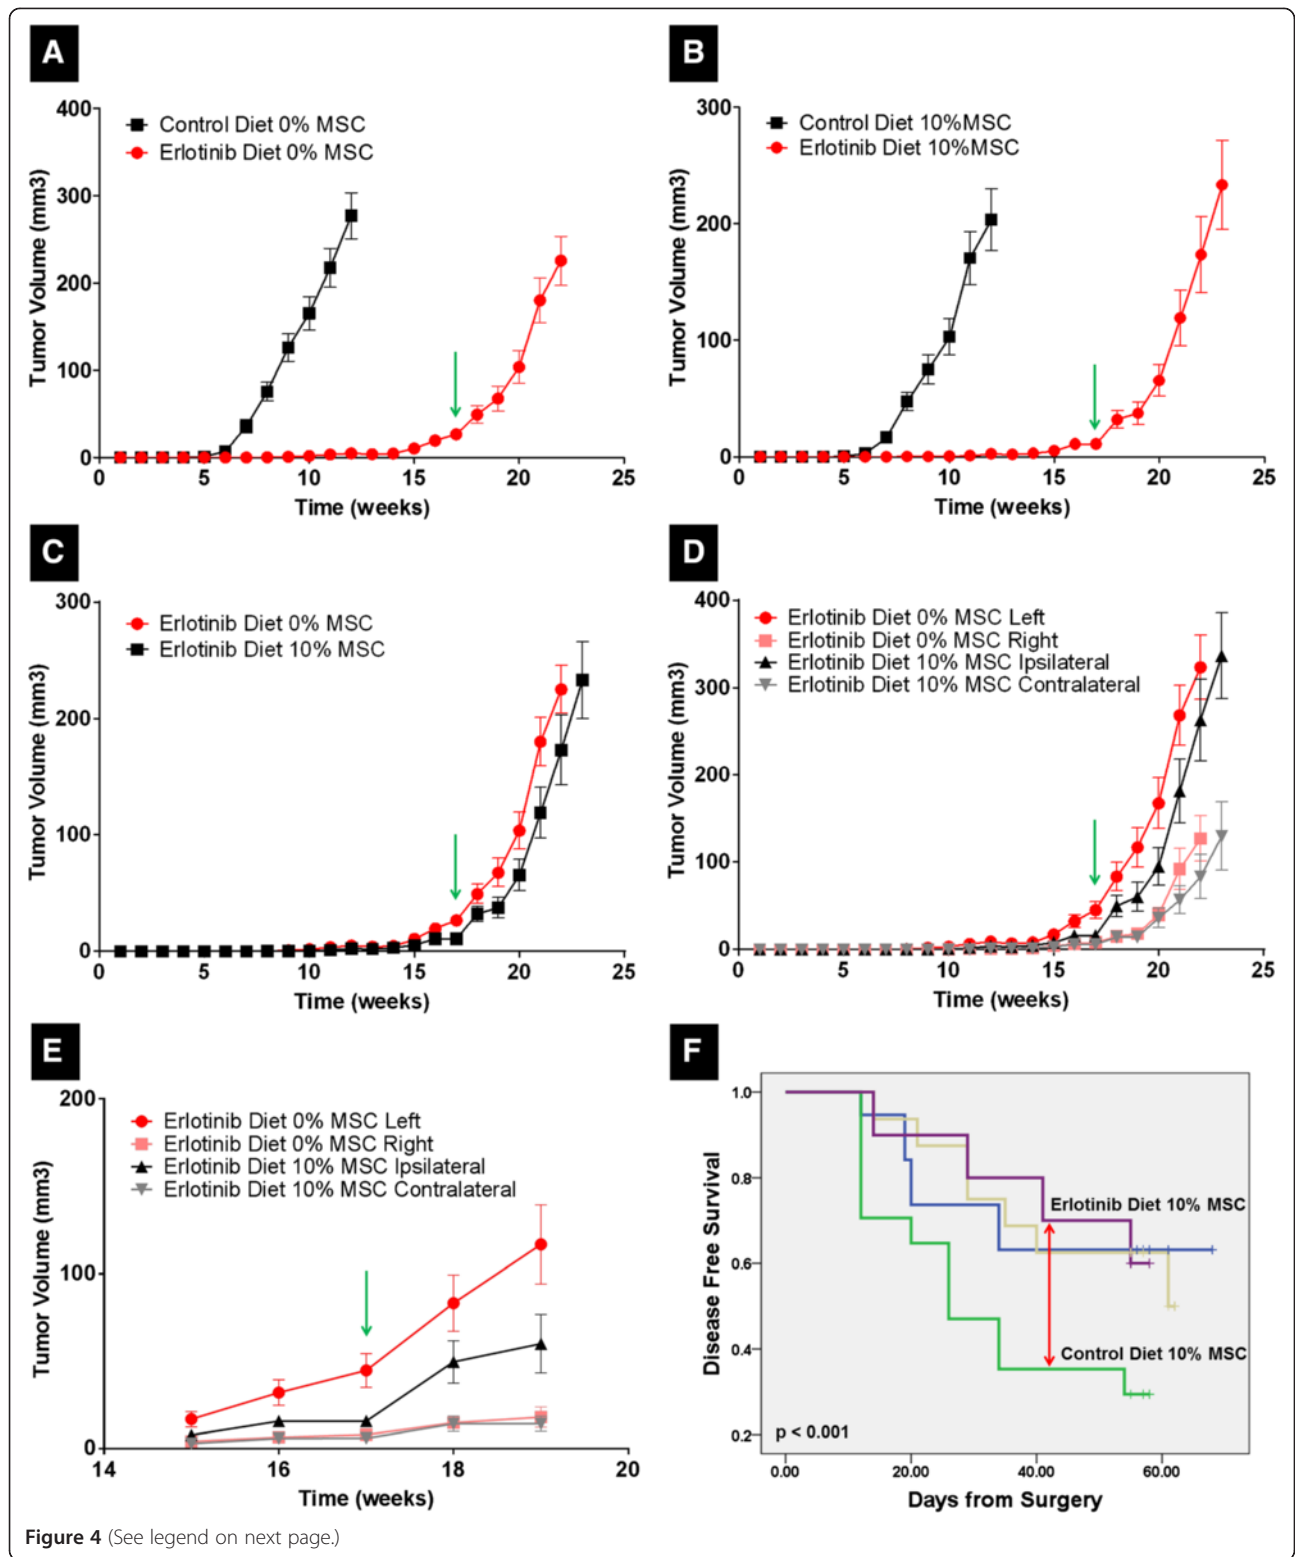 A
400
300
200
100
0
Tumor Volume (mm3)
Control Diet 0% MSC
Erlotinib Diet 0% MSC
0 5 10 15 20 25
Time (weeks)
B
300
200
100
0
Tumor Volume (mm3)
Control Diet 10%MSC
Erlotinib Diet 10%MSC
0 5 10 15 20 25
Time (weeks)
C
300
200
100
0
Tumor Volume (mm3)
Erlotinib Diet 0% MSC
Erlotinib Diet 10% MSC
0 5 10 15 20 25
Time (weeks)
D
400
300
200
100
0
Tumor Volume (mm3)
Erlotinib Diet 0% MSC Left
Erlotinib Diet 0% MSC Right
Erlotinib Diet 10% MSC Ipsilateral
Erlotinib Diet 10% MSC Contralateral
0 5 10 15 20 25
Time (weeks)
E
200
100
0
Tumor Volume (mm3)
Erlotinib Diet 0% MSC Left
Erlotinib Diet 0% MSC Right
Erlotinib Diet 10% MSC Ipsilateral
Erlotinib Diet 10% MSC Contralateral
14 16 18 20
Time (weeks)
F
1.0
0.8
0.6
0.4
0.2
Disease Free Survival
Erlotinib Diet 10% MSC
Control Diet 10% MSC
p < 0.001
0.00 20.00 40.00 60.00
Days from Surgery
Figure 4 (See legend on next page.)